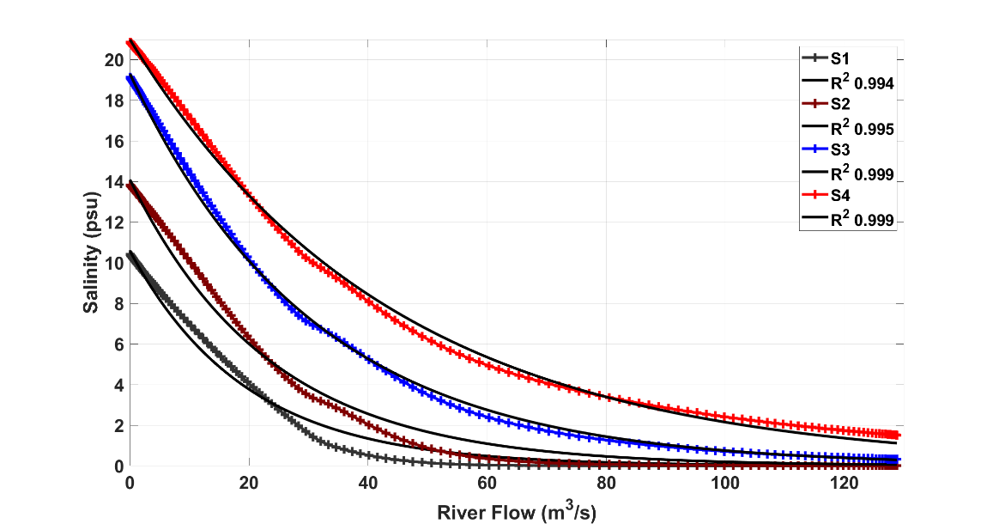 20
18
16
14
12
10
8
6
4
2
0
Salinity (psu)
0 20 40 60 80 100 120
River Flow (m³/s)
S1
R² 0.994
S2
R² 0.995
S3
R² 0.999
S4
R² 0.999